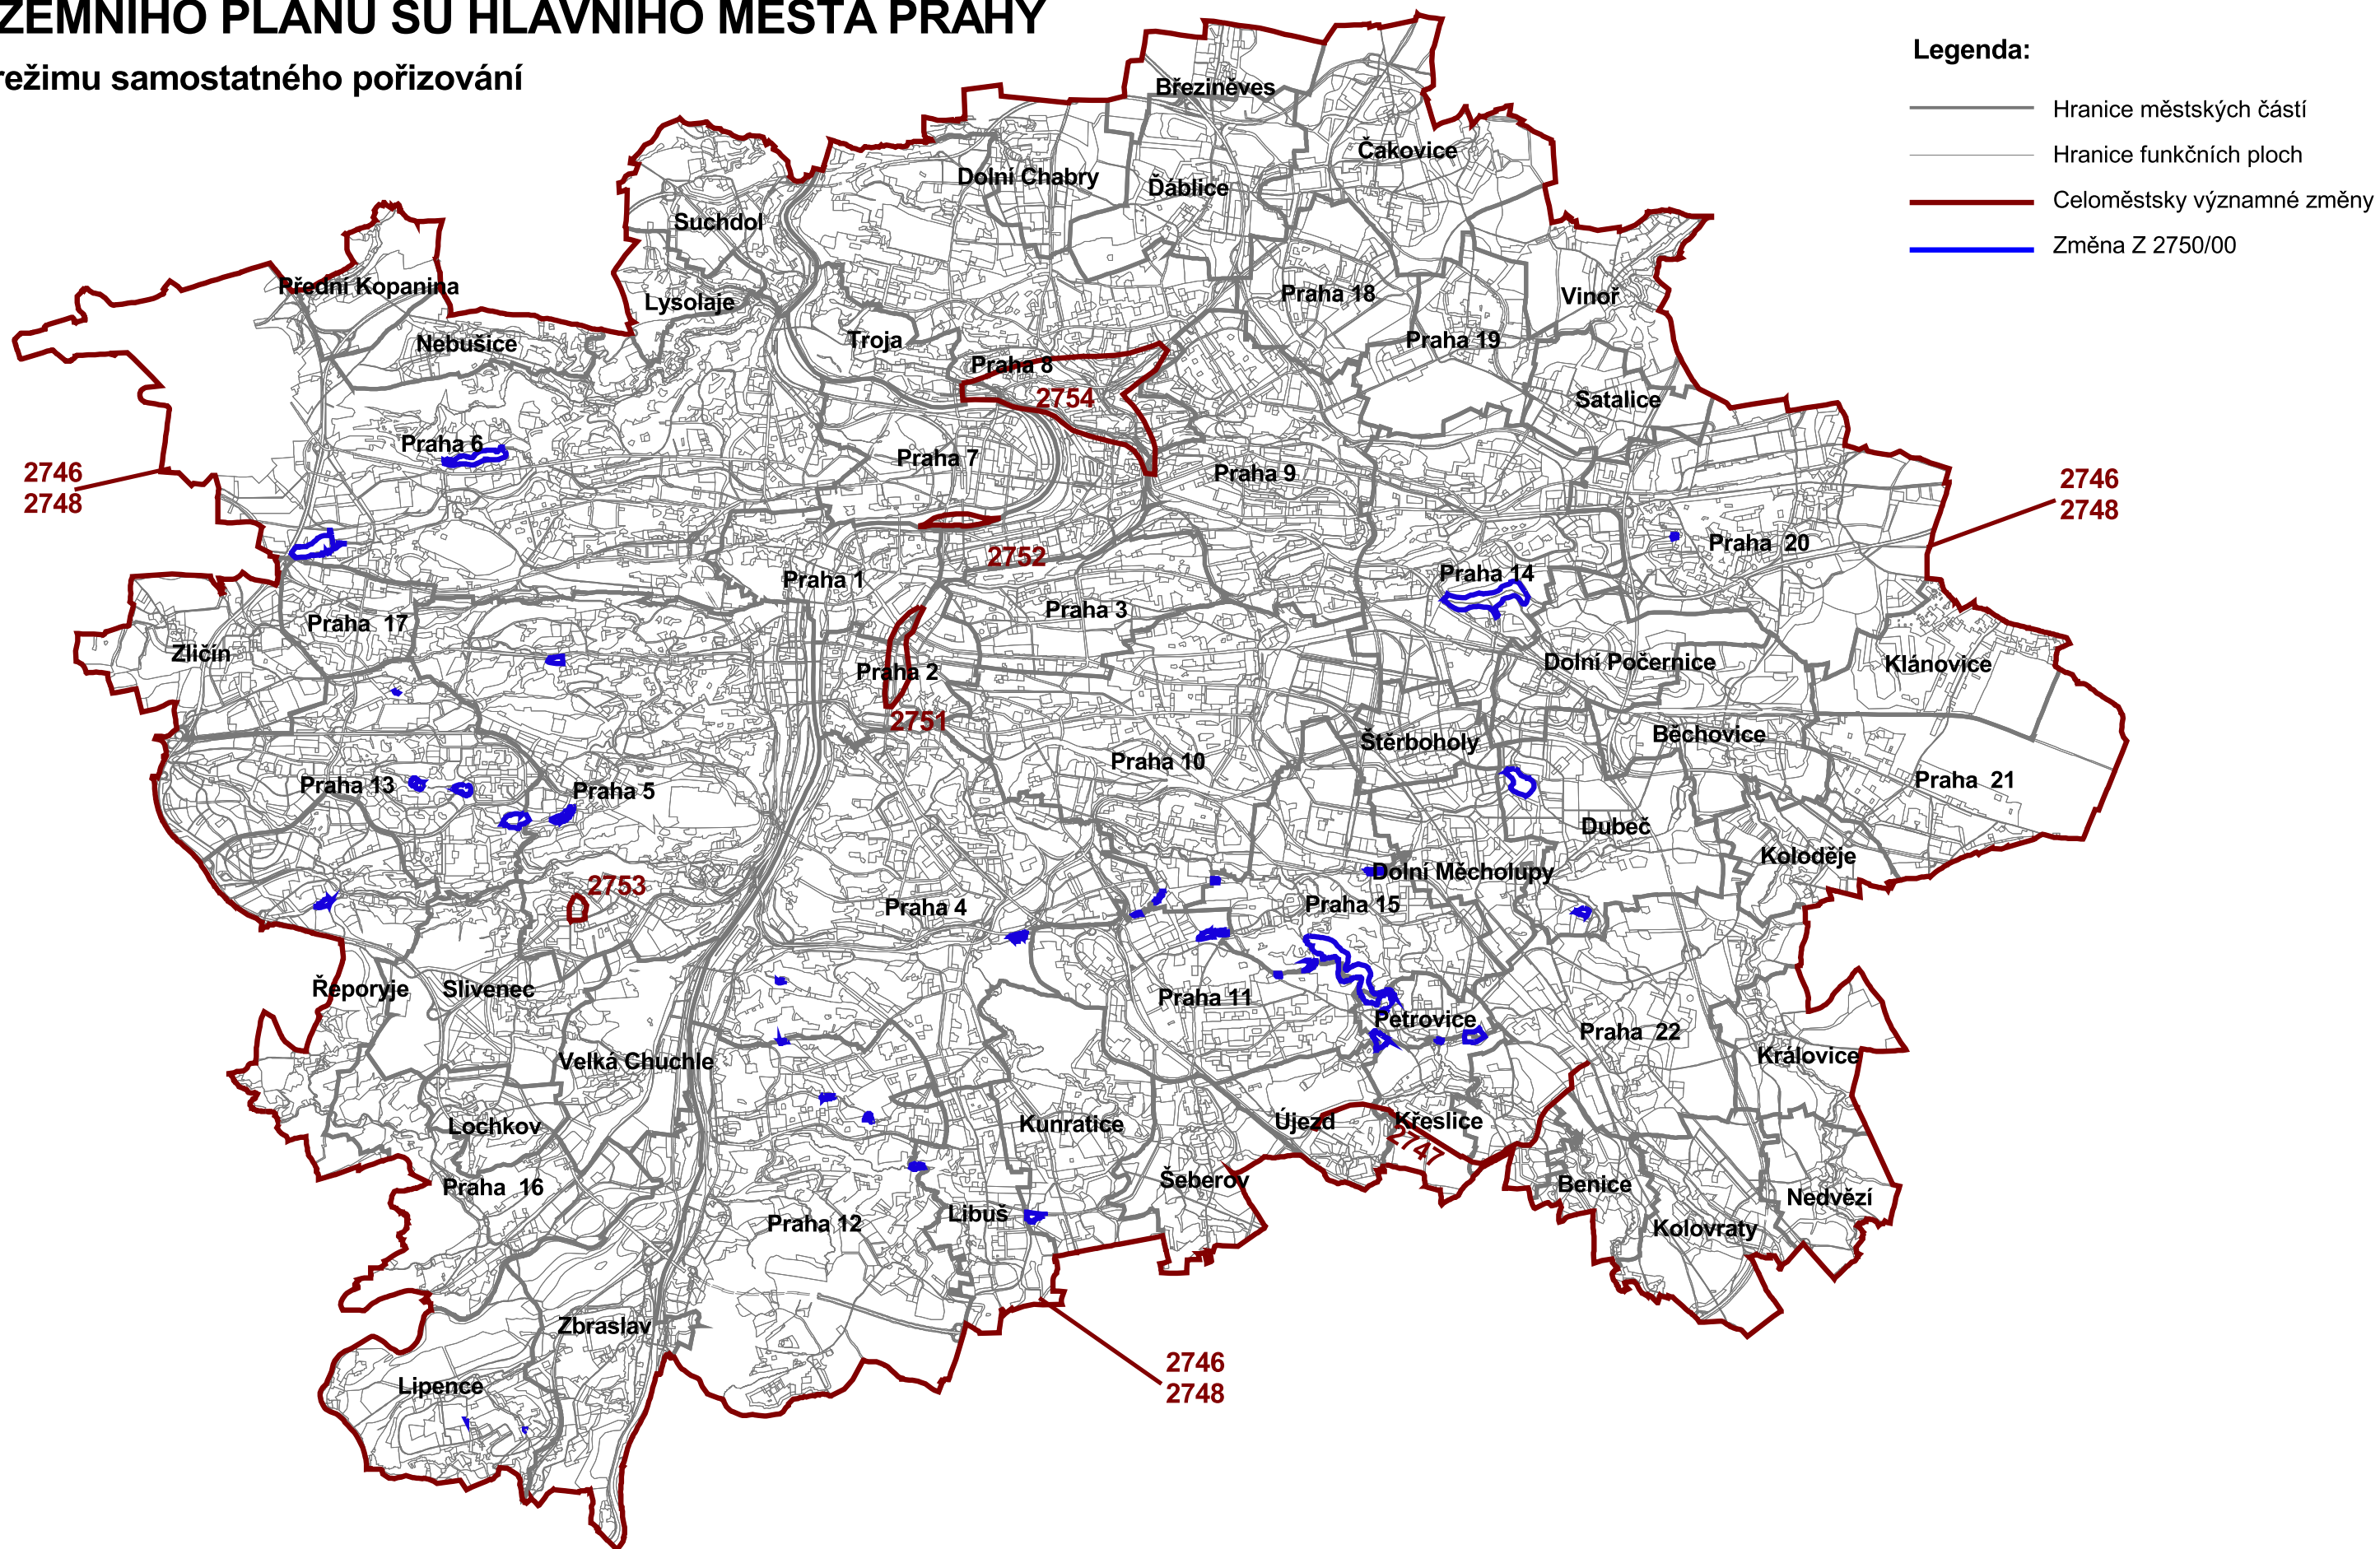 ZEMNÍHO PLÁNU SÚ HLAVNÍHO MĚSTA PRAHY
režimu samostatného pořizování
Legenda:
Hranice městských částí
Hranice funkčních ploch
Celoměstsky významné změny
Změna Z 2750/00
Březiněves
Čakovice
Dolní Chabry
Ďáblice
Suchdol
Přední Kopanina
Lysolaje
Praha 18
Vinoř
Nebušice
Troja
Praha 19
Praha 8
2754
Satalice
Praha 6
Praha 7
Praha 9
2746
2748
2746
2748
2752
Praha 20
Praha 1
Praha 14
Praha 3
Praha 17
Zličín
Praha 2
Dolní Počernice
Klánovice
2751
Štěrboholy
Běchovice
Praha 10
Praha 13
Praha 5
Praha 21
Dubeč
Koloděje
2753
Dolní Měcholupy
Praha 4
Praha 15
Řeporyje
Slivenec
Praha 11
Petrovice
Praha 22
Velká Chuchle
Královice
Lochkov
Kunratice
Újezd
Křeslice
2747
Praha 16
Šeberov
Benice
Nedvězí
Praha 12
Libuš
Kolovraty
Zbraslav
2746
2748
Lipence